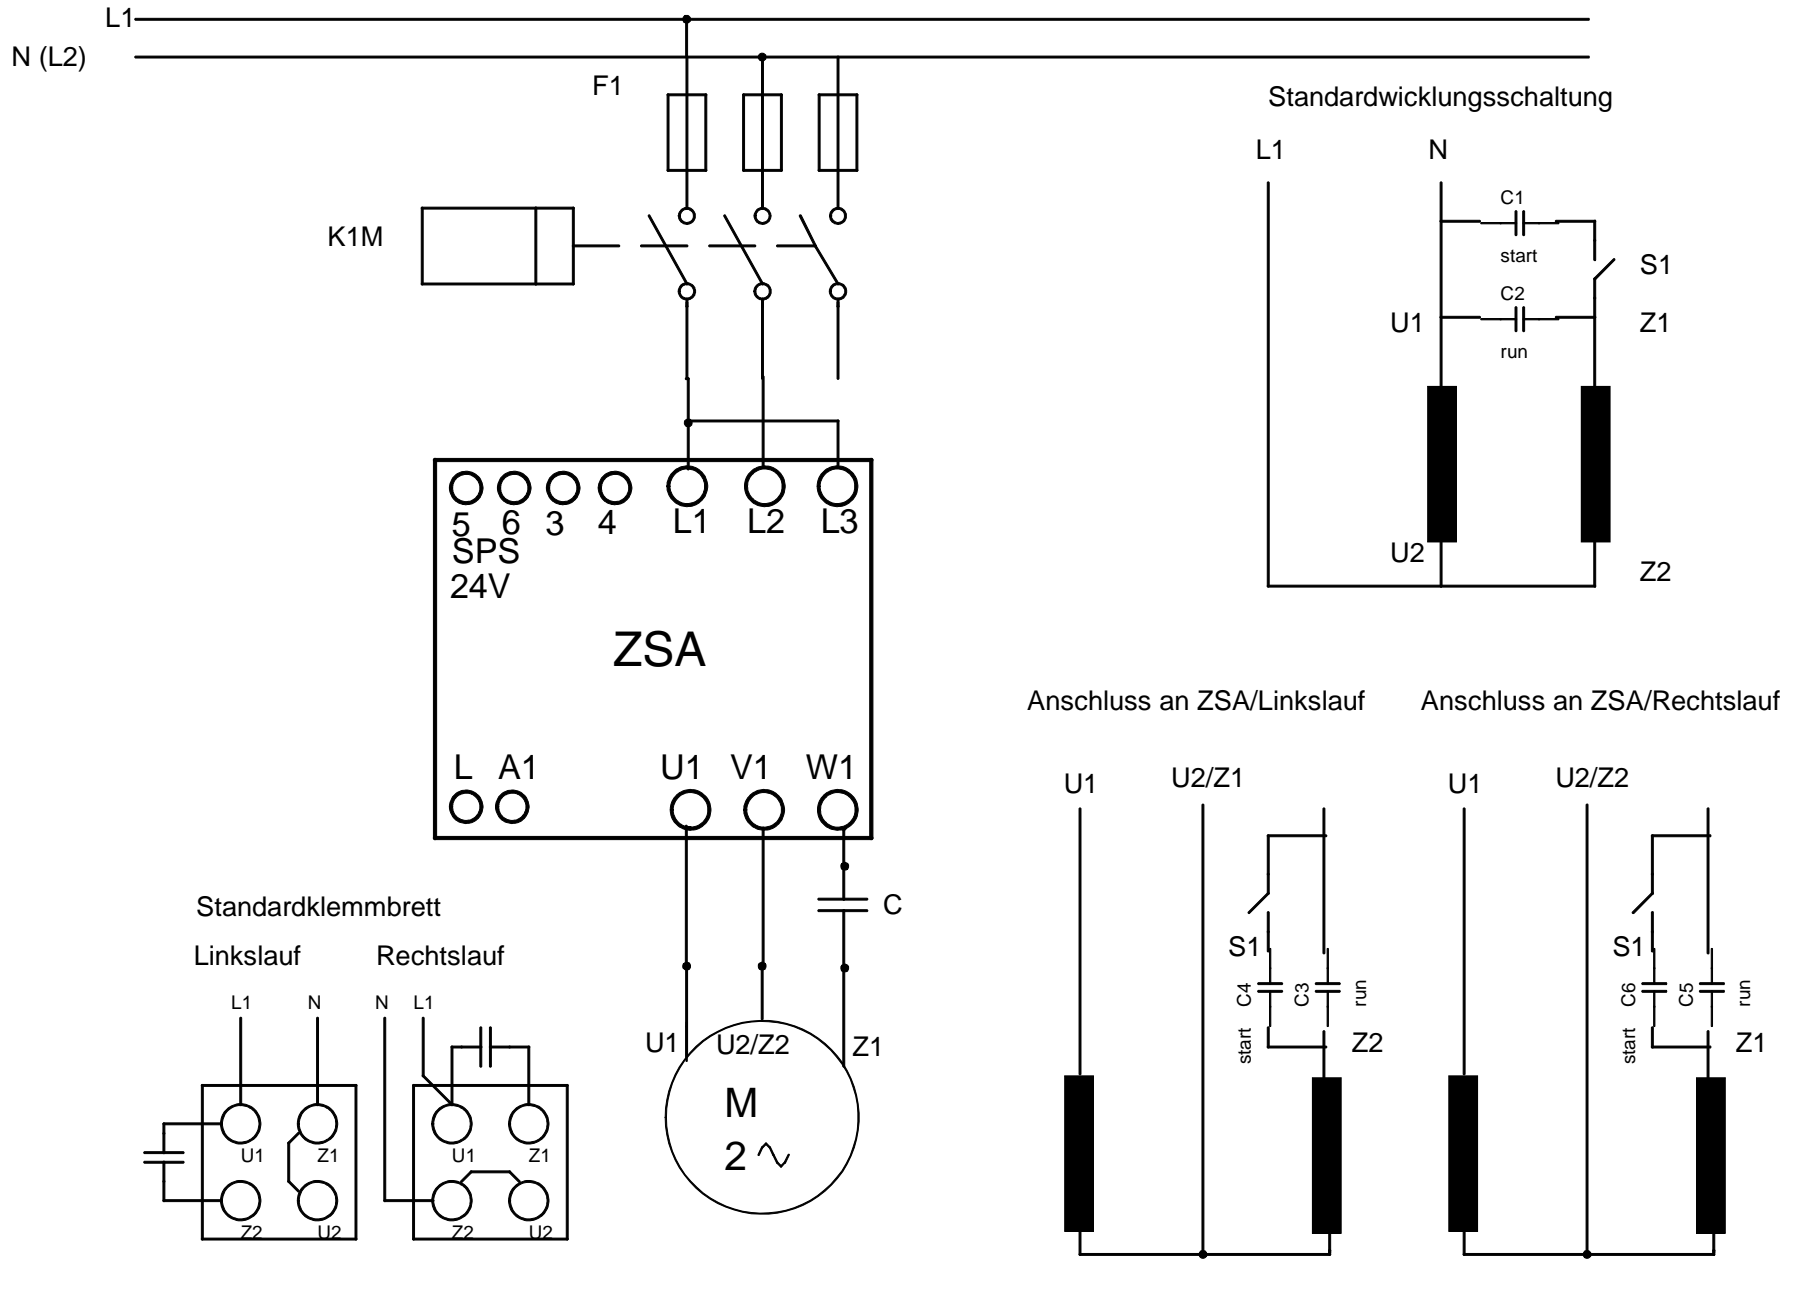 L1
N (L2)
F1
K1M
5 6 3 4 L1 L2 L3
SPS
24V
ZSA
L A1 U1 V1 W1
C
U1 U2/Z2 Z1
M
2
Standardklemmbrett
Linkslauf Rechtslauf
L1 N N L1
U1 Z1 U1 Z1
Z2 U2 Z2 U2
Standardwicklungsschaltung
L1 N
C1
start
S1
C2
U1 Z1
run
U2
Z2
Anschluss an ZSA/Linkslauf
U1 U2/Z1
S1
C4 C3 run
start
Z2
Anschluss an ZSA/Rechtslauf
U1 U2/Z2
S1
C6 C5 run
start
Z1